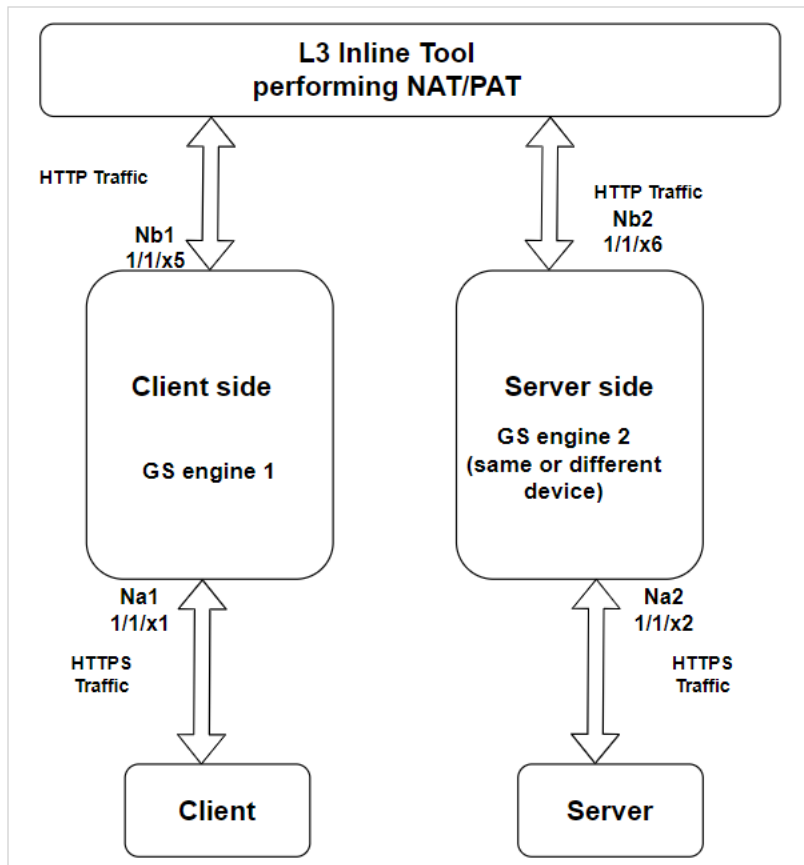 L3 Inline Tool
performing NAT/PAT
HTTP Traffic
HTTP Traffic
Nb1
1/1/x5
Nb2
1/1/x6
Client side
GS engine 1
Server side
GS engine 2
(same or different
device)
Na1
1/1/x1
HTTPS
Traffic
Na2
1/1/x2
HTTPS
Traffic
Client
Server